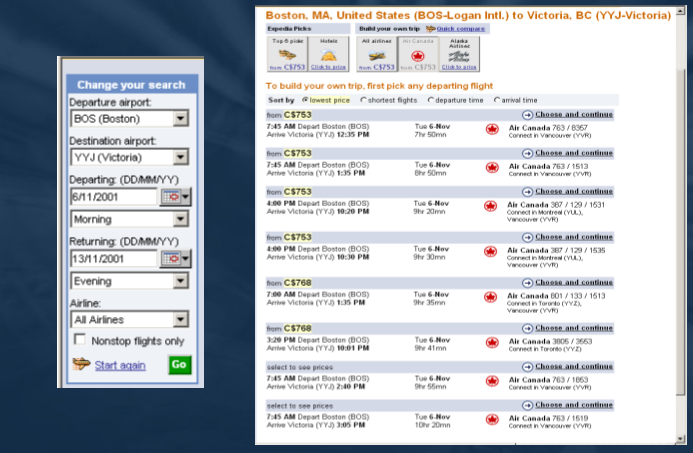 Change your search
Departure airport:
BOS (Boston)
Destination airport:
YYJ (Victoria)
Departing: (DD/MM/YY)
6/11/2001
Morning
Returning: (DD/MM/YY)
13/11/2001
Evening
Airline:
All Airlines
Nonstop flights only
Start again Go
Boston, MA, United States (BOS-Logan Intl.) to Victoria, BC (YYJ-Victoria)
Expedia Picks Build your own trip Quick compare
Top 6 picks Hotels All airlines Air Canada Alaska Airlines
from C$753 Click to price from C$753 from C$753 Click to price
To build your own trip, first pick any departing flight
Sort by lowest price shortest flights departure time arrival time
from C$753 Choose and continue
7:45 AM Depart Boston (BOS) Tue 6-Nov Air Canada 763 / 8357
Arrive Victoria (YYJ) 12:35 PM 7hr 50mn Connect in Vancouver (YVR)
from C$753 Choose and continue
7:45 AM Depart Boston (BOS) Tue 6-Nov Air Canada 763 / 1513
Arrive Victoria (YYJ) 1:35 PM 8hr 50mn Connect in Vancouver (YVR)
from C$753 Choose and continue
4:00 PM Depart Boston (BOS) Tue 6-Nov Air Canada 387 / 129 / 1531
Arrive Victoria (YYJ) 10:20 PM 9hr 20mn Connect in Montreal (YUL),
Vancouver (YVR)
from C$753 Choose and continue
4:00 PM Depart Boston (BOS) Tue 6-Nov Air Canada 387 / 129 / 1535
Arrive Victoria (YYJ) 10:30 PM 9hr 30mn Connect in Montreal (YUL),
Vancouver (YVR)
from C$768 Choose and continue
7:00 AM Depart Boston (BOS) Tue 6-Nov Air Canada 801 / 133 / 1513
Arrive Victoria (YYJ) 1:35 PM 9hr 35mn Connect in Toronto (YYZ),
Vancouver (YVR)
from C$768 Choose and continue
3:20 PM Depart Boston (BOS) Tue 6-Nov Air Canada 3805 / 3553
Arrive Victoria (YYJ) 10:01 PM 9hr 41mn Connect in Toronto (YYZ)
select to see prices Choose and continue
7:45 AM Depart Boston (BOS) Tue 6-Nov Air Canada 763 / 1853
Arrive Victoria (YYJ) 2:40 PM 9hr 55mn Connect in Vancouver (YVR)
select to see prices Choose and continue
7:45 AM Depart Boston (BOS) Tue 6-Nov Air Canada 763 / 1519
Arrive Victoria (YYJ) 3:05 PM 10hr 20mn Connect in Vancouver (YVR)